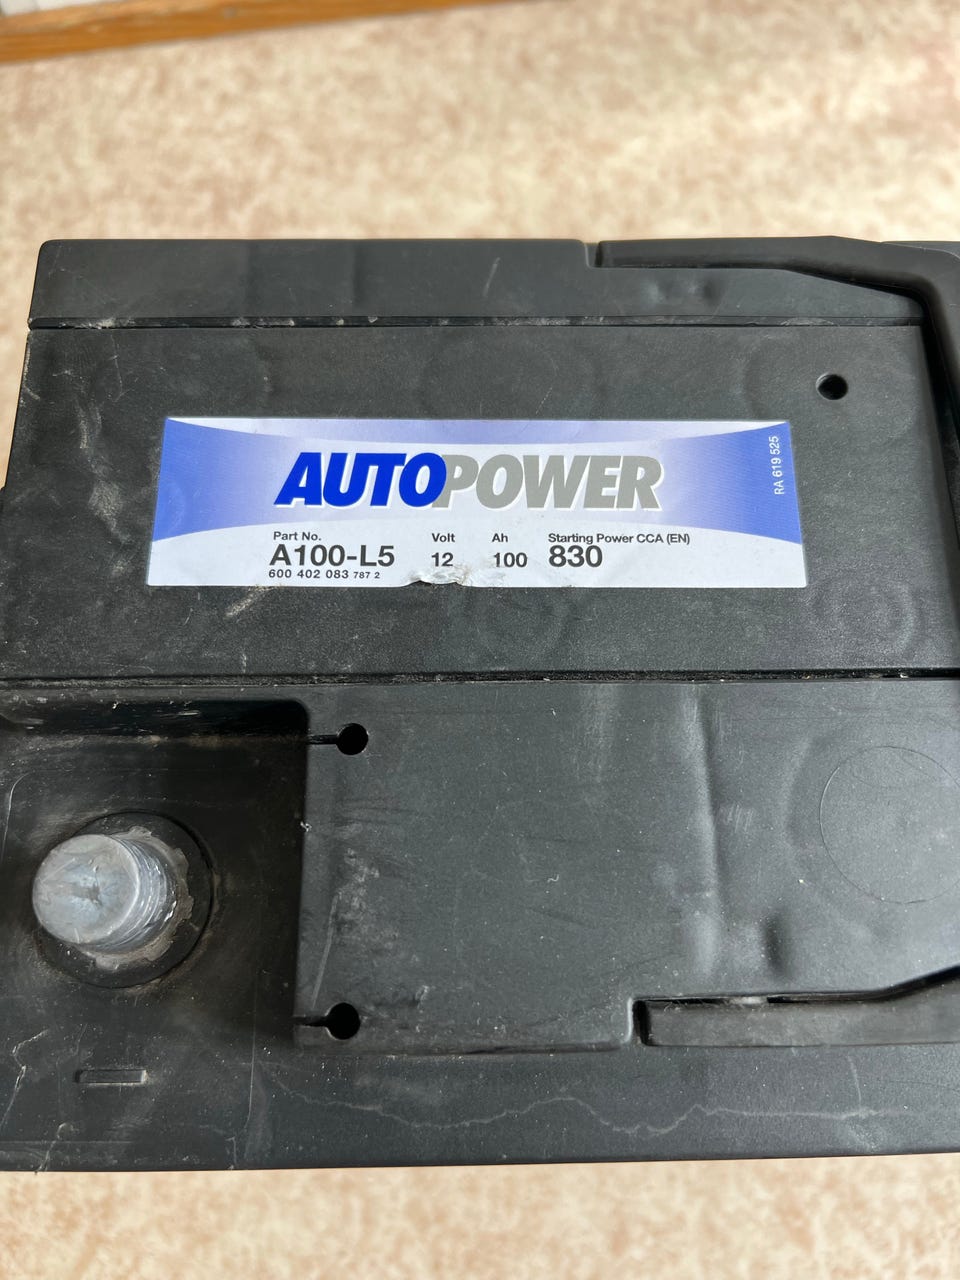 AUTOPOWER
RA 619 525
Part No. Volt Ah Starting Power CCA (EN)
A100-L5 12 100 830
600 402 083 787 2